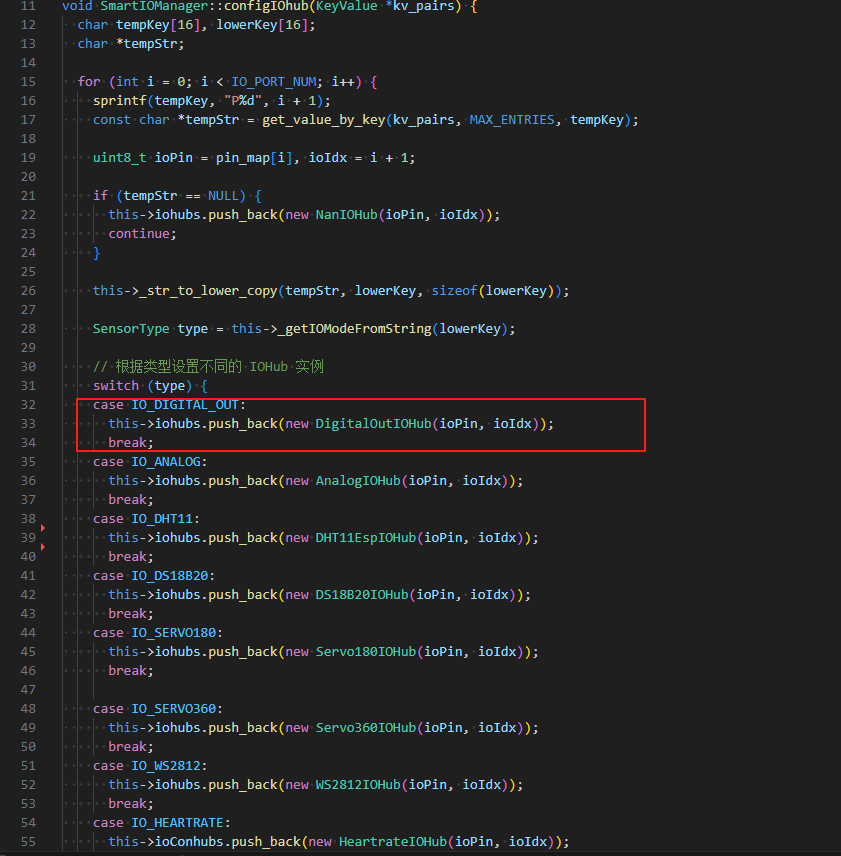 11 void SmartIOManager::configIOhub(KeyValue *kv_pairs) {
12 char tempKey[16], lowerKey[16];
13 char *tempStr;
14
15 for (int i = 0; i < IO_PORT_NUM; i++) {
16 sprintf(tempKey, "P%d", i + 1);
17 const char *tempStr = get_value_by_key(kv_pairs, MAX_ENTRIES, tempKey);
18
19 uint8_t ioPin = pin_map[i], ioIdx = i + 1;
20
21 if (tempStr == NULL) {
22 this->iohubs.push_back(new NanIOHub(ioPin, ioIdx));
23 continue;
24 }
25
26 this->_str_to_lower_copy(tempStr, lowerKey, sizeof(lowerKey));
27
28 SensorType type = this->_getIOModeFromString(lowerKey);
29
30 // 根据类型设置不同的 IOHub 实例
31 switch (type) {
32 case IO_DIGITAL_OUT:
33 this->iohubs.push_back(new DigitalOutIOHub(ioPin, ioIdx));
34 break;
35 case IO_ANALOG:
36 this->iohubs.push_back(new AnalogIOHub(ioPin, ioIdx));
37 break;
38 case IO_DHT11:
39 this->iohubs.push_back(new DHT11EspIOHub(ioPin, ioIdx));
40 break;
41 case IO_DS18B20:
42 this->iohubs.push_back(new DS18B20IOHub(ioPin, ioIdx));
43 break;
44 case IO_SERVO180:
45 this->iohubs.push_back(new Servo180IOHub(ioPin, ioIdx));
46 break;
47
48 case IO_SERVO360:
49 this->iohubs.push_back(new Servo360IOHub(ioPin, ioIdx));
50 break;
51 case IO_WS2812:
52 this->iohubs.push_back(new WS2812IOHub(ioPin, ioIdx));
53 break;
54 case IO_HEARTRATE:
55 this->ioConhubs.push_back(new HeartrateIOHub(ioPin, ioIdx));